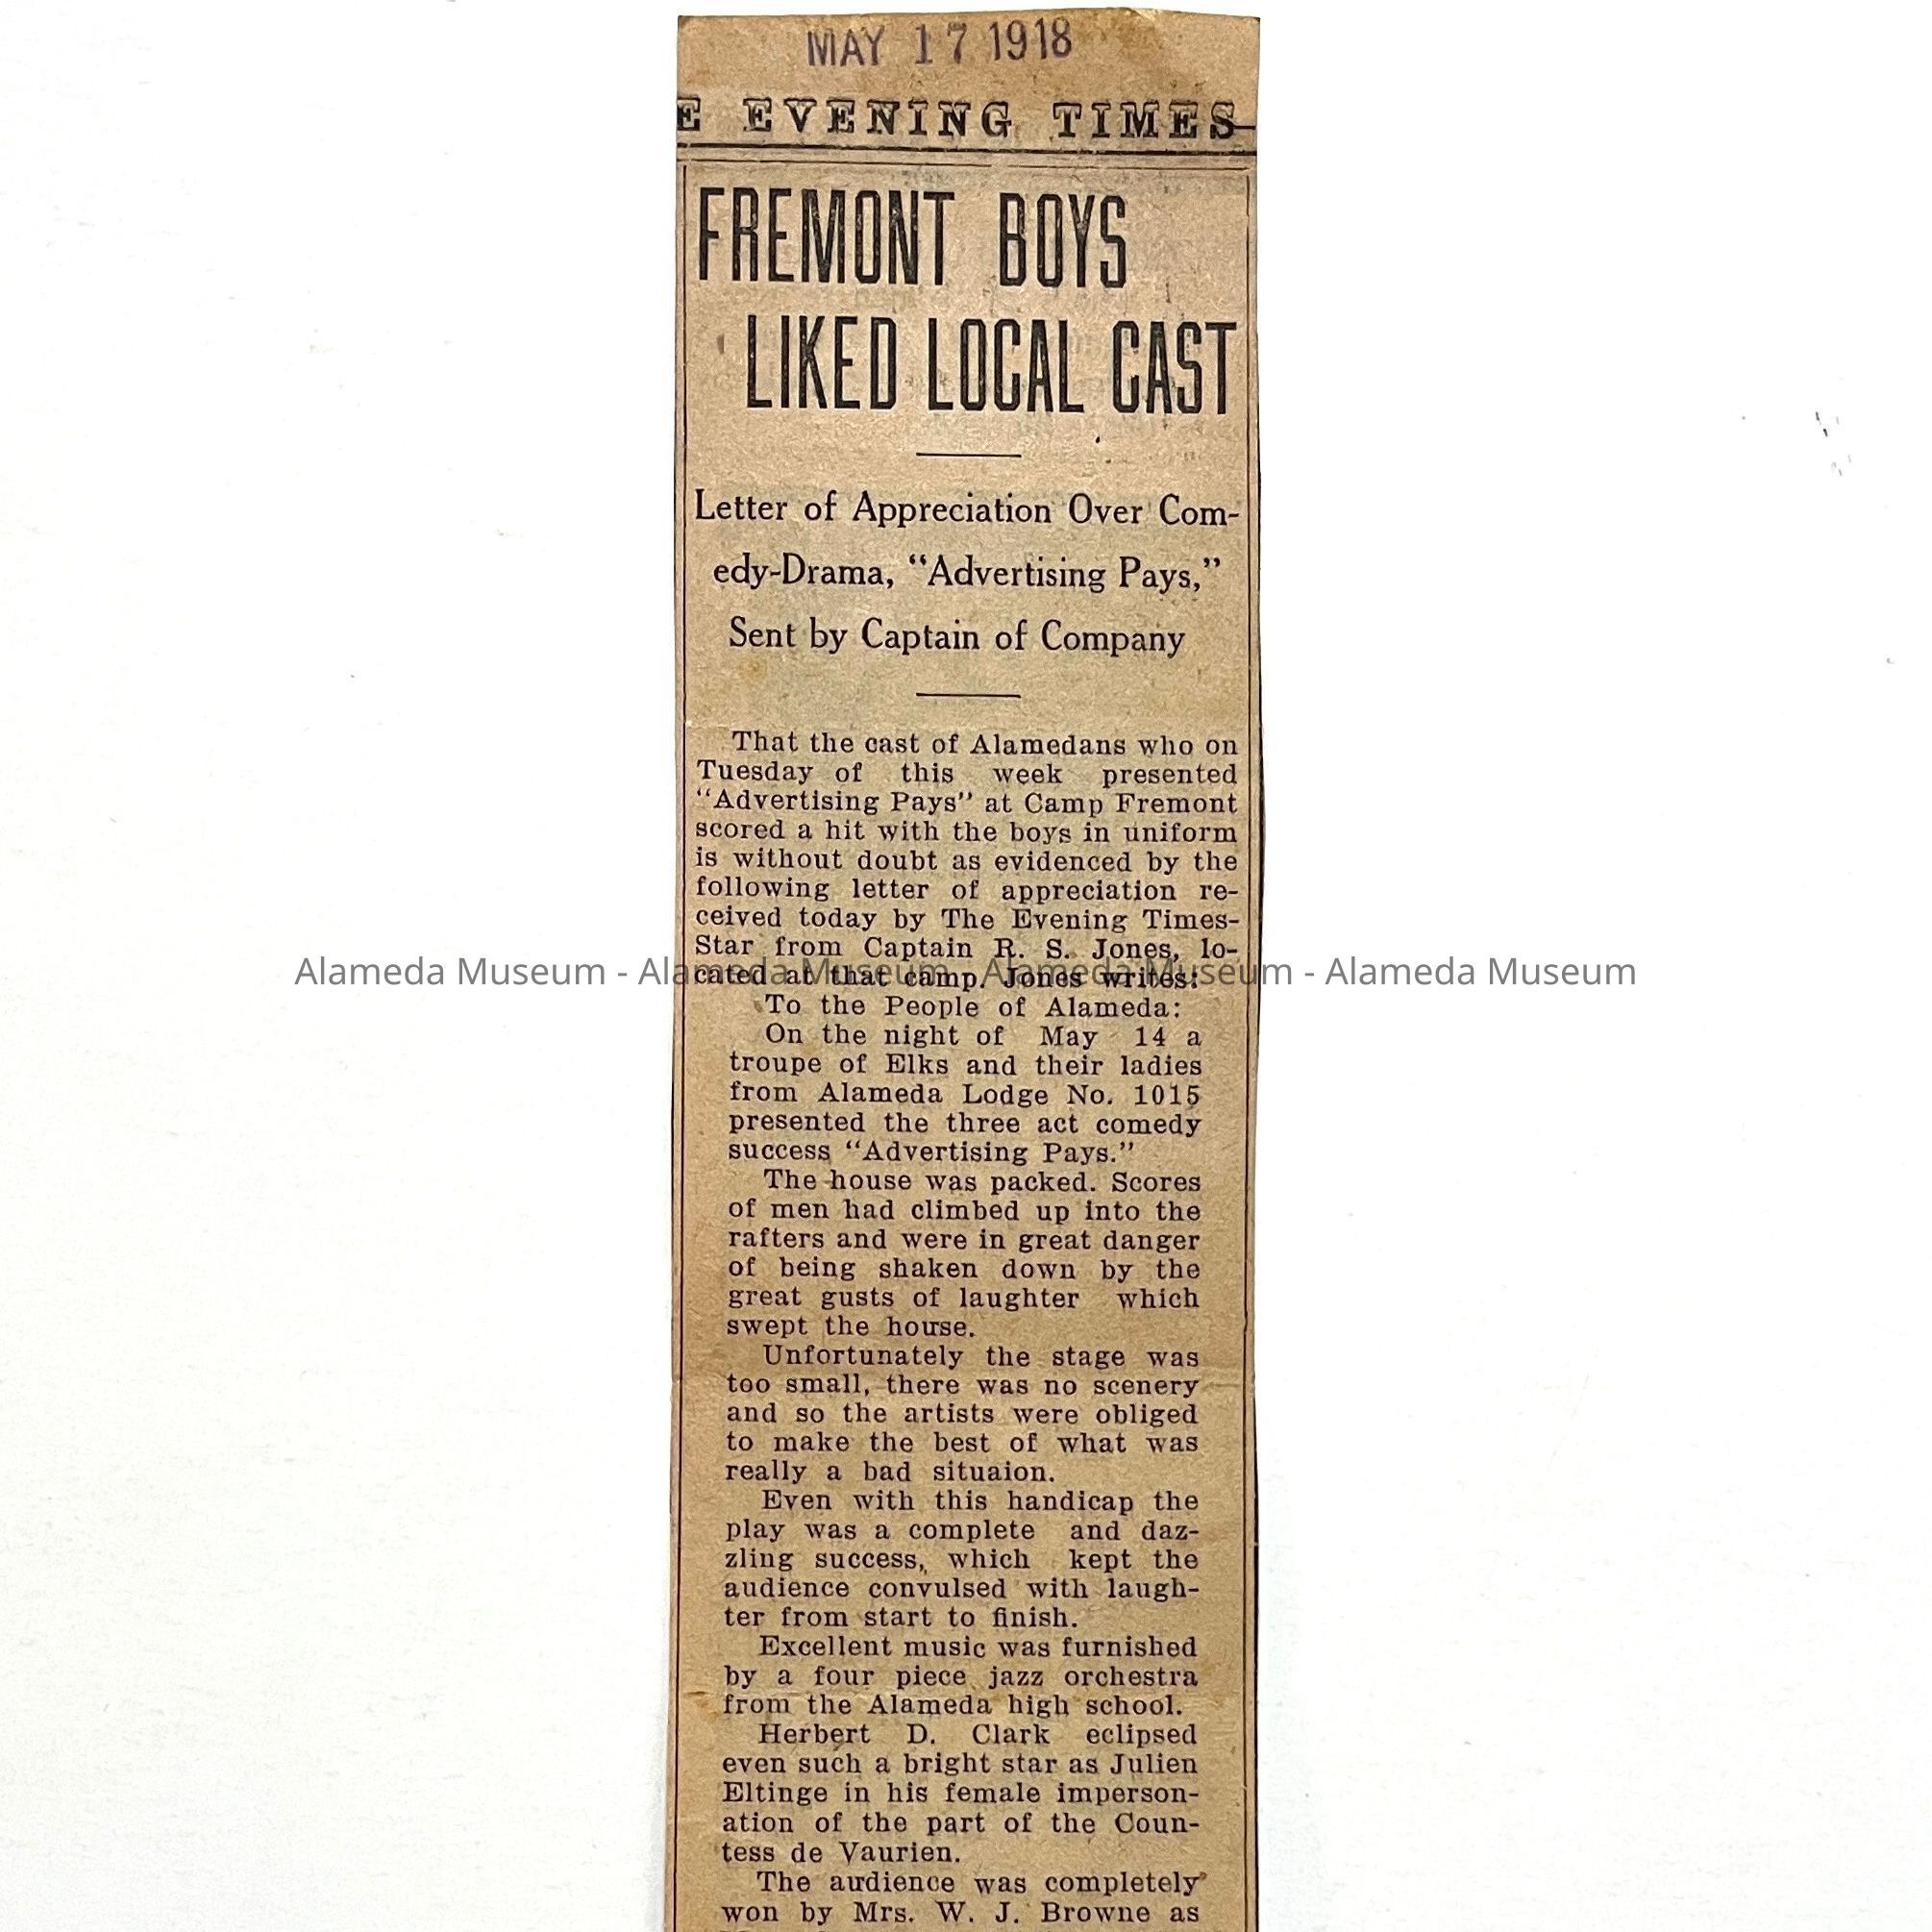 MAY 17 1918
E EVENING TIMES-
FREMONT BOYS
LIKED LOCAL CAST
Letter of Appreciation Over Com-
edy-Drama, “Advertising Pays,”
Sent by Captain of Company
That the cast of Alamedans who on
Tuesday of this week presented
“Advertising Pays” at Camp Fremont
scored a hit with the boys in uniform
is without doubt as evidenced by the
following letter of appreciation re-
ceived today by The Evening Times-
Star from Captain R. S. Jones, lo-
cated at that camp. Jones writes:
Alameda Museum - Alameda Museum - Alameda Museum - Alameda Museum
To the People of Alameda:
On the night of May 14 a
troupe of Elks and their ladies
from Alameda Lodge No. 1015
presented the three act comedy
success “Advertising Pays.”
The house was packed. Scores
of men had climbed up into the
rafters and were in great danger
of being shaken down by the
great gusts of laughter which
swept the house.
Unfortunately the stage was
too small, there was no scenery
and so the artists were obliged
to make the best of what was
really a bad situaion.
Even with this handicap the
play was a complete and daz-
zling success, which kept the
audience convulsed with laugh-
ter from start to finish.
Excellent music was furnished
by a four piece jazz orchestra
from the Alameda high school.
Herbert D. Clark eclipsed
even such a bright star as Julien
Eltinge in his female imperson-
ation of the part of the Coun-
tess de Vaurien.
The audience was completely
won by Mrs. W. J. Browne as